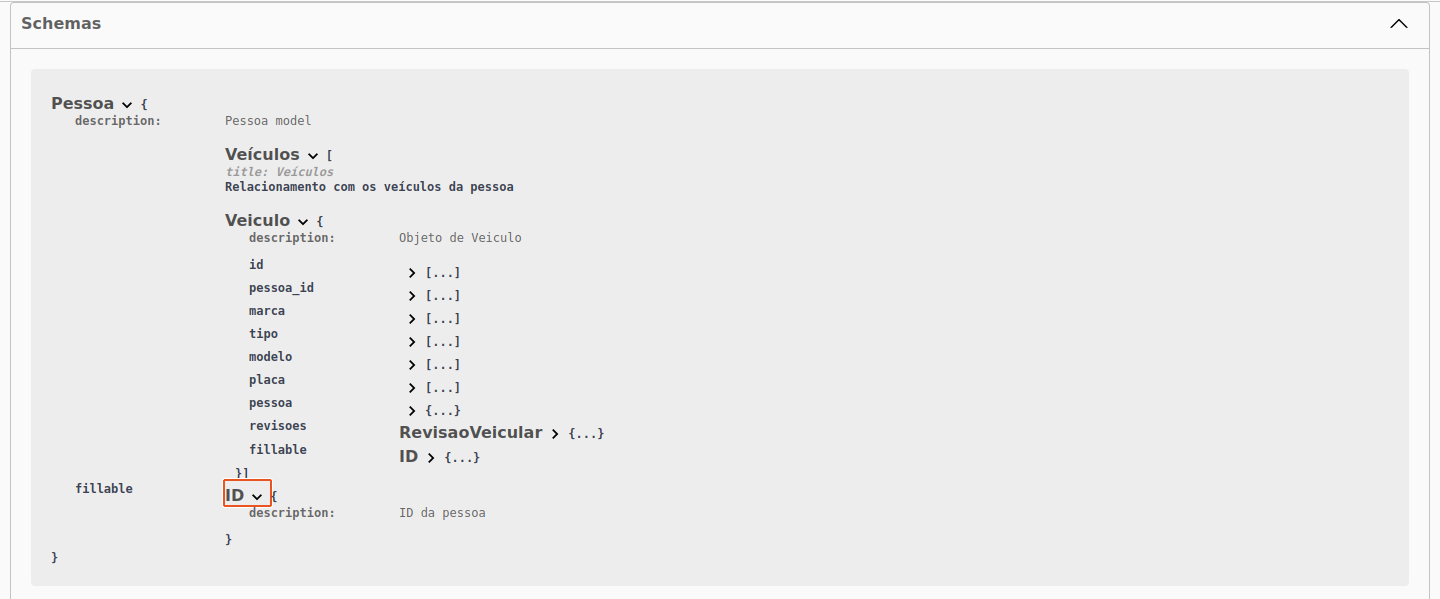 Schemas
Pessoa {
description: Pessoa model
Veículos [
title: Veículos
Relacionamento com os veículos da pessoa
Veiculo {
description: Objeto de Veiculo
id [...]
pessoa_id [...]
marca [...]
tipo [...]
modelo [...]
placa [...]
pessoa {...}
revisoes RevisaoVeicular {...}
fillable ID {...}
}]
fillable ID {
description: ID da pessoa
}
}